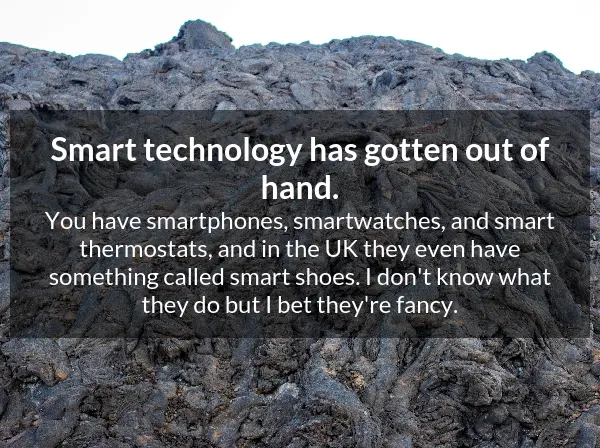 Smart technology has gotten out of
hand.
You have smartphones, smartwatches, and smart
thermostats, and in the UK they even have
something called smart shoes. I don't know what
they do but I bet they're fancy.